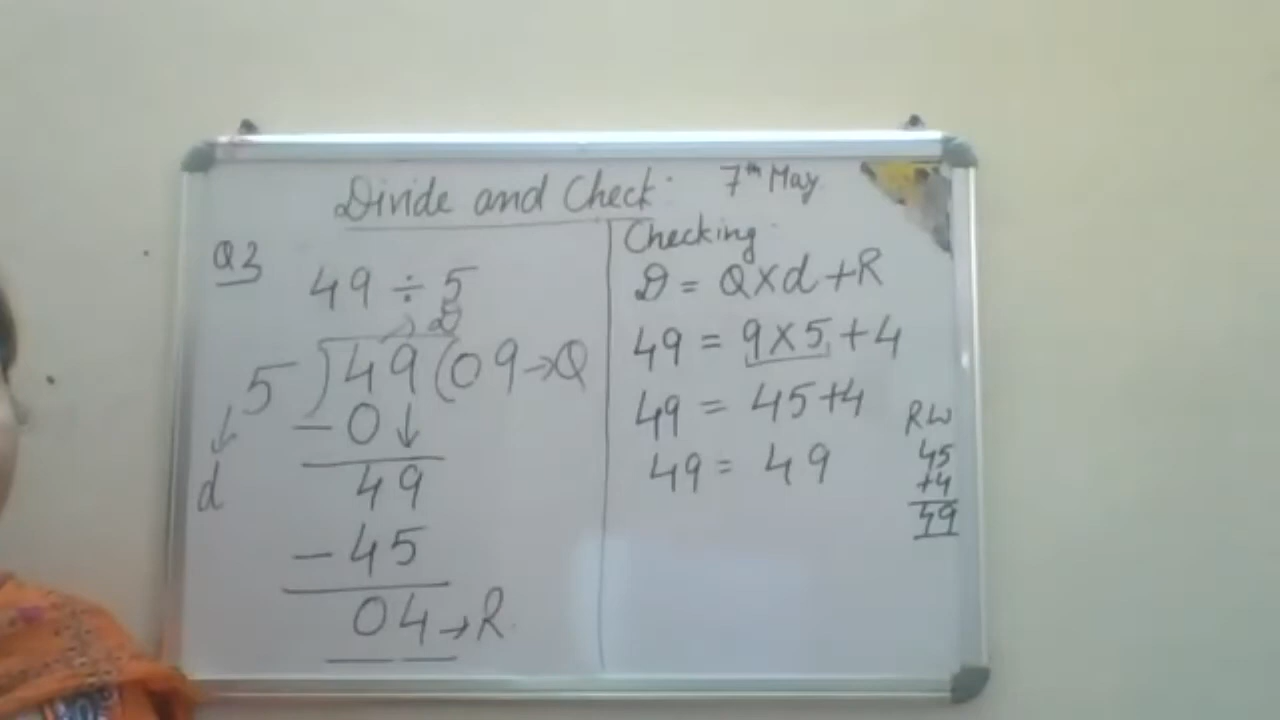 Divide and Check: 7th May
Q3
49 ÷ 5
D
5)49(09→Q
-0↓
d
49
-45
04→R
Checking:
D = Q×d+R
49 = 9×5+4
49 = 45+4
49 = 49
RW
45
+4
49